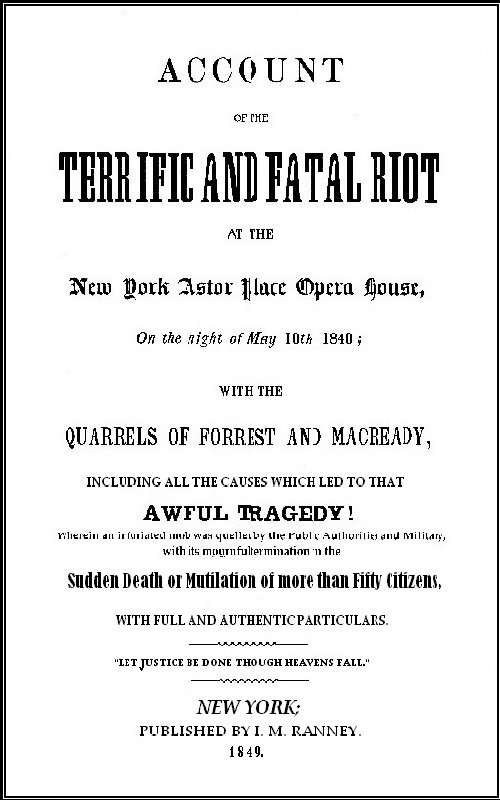 ACCOUNT
OF THE
TERRIFIC AND FATAL RIOT
AT THE
New York Astor Place Opera House,
On the night of May 10th 1840;
WITH THE
QUARRELS OF FORREST AND MACREADY,
INCLUDING ALL THE CAUSES WHICH LED TO THAT
AWFUL TRAGEDY!
Wherein an infuriated mob was quelled by the Public Authorities and Military,
with its mournful termination in the
Sudden Death or Mutilation of more than Fifty Citizens,
WITH FULL AND AUTHENTIC PARTICULARS.
"LET JUSTICE BE DONE THOUGH HEAVENS FALL."
NEW YORK;
PUBLISHED BY I. M. RANNEY.
1849.